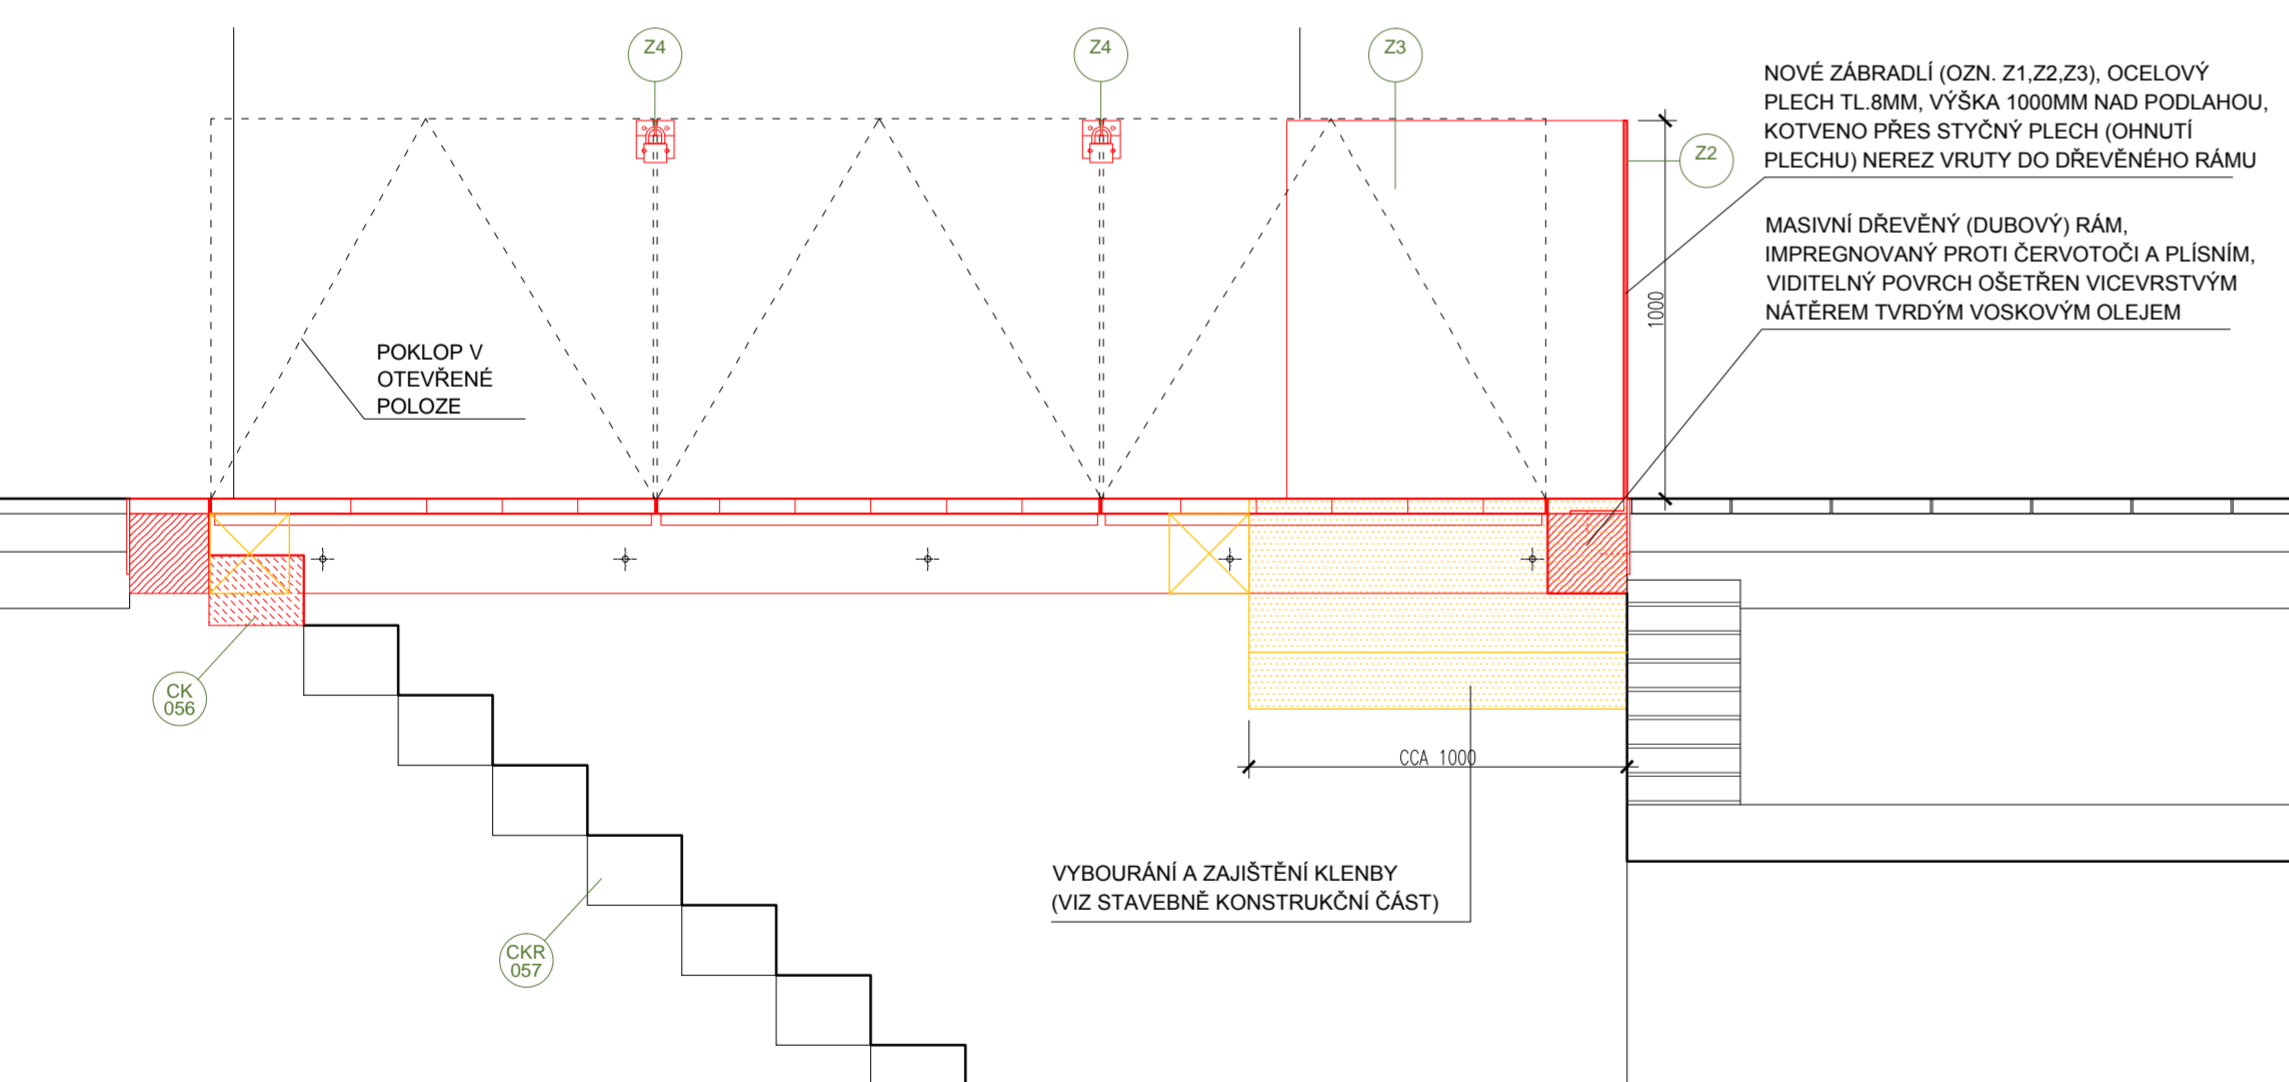 Z4
Z4
Z3
NOVÉ ZÁBRADLÍ (OZN. Z1,Z2,Z3), OCELOVÝ
PLECH TL.8MM, VÝŠKA 1000MM NAD PODLAHOU,
KOTVENO PŘES STYČNÝ PLECH (OHNUTÍ
PLECHU) NEREZ VRUTY DO DŘEVĚNÉHO RÁMU
Z2
MASIVNÍ DŘEVĚNÝ (DUBOVÝ) RÁM,
IMPREGNOVANÝ PROTI ČERVOTOČI A PLÍSNÍM,
VIDITELNÝ POVRCH OŠETŘEN VICEVRSTVÝM
NÁTĚREM TVRDÝM VOSKOVÝM OLEJEM
1000
POKLOP V
OTEVŘENÉ
POLOZE
CK
056
CCA 1000
VYBOURÁNÍ A ZAJIŠTĚNÍ KLENBY
(VIZ STAVEBNĚ KONSTRUKČNÍ ČÁST)
CKR
057